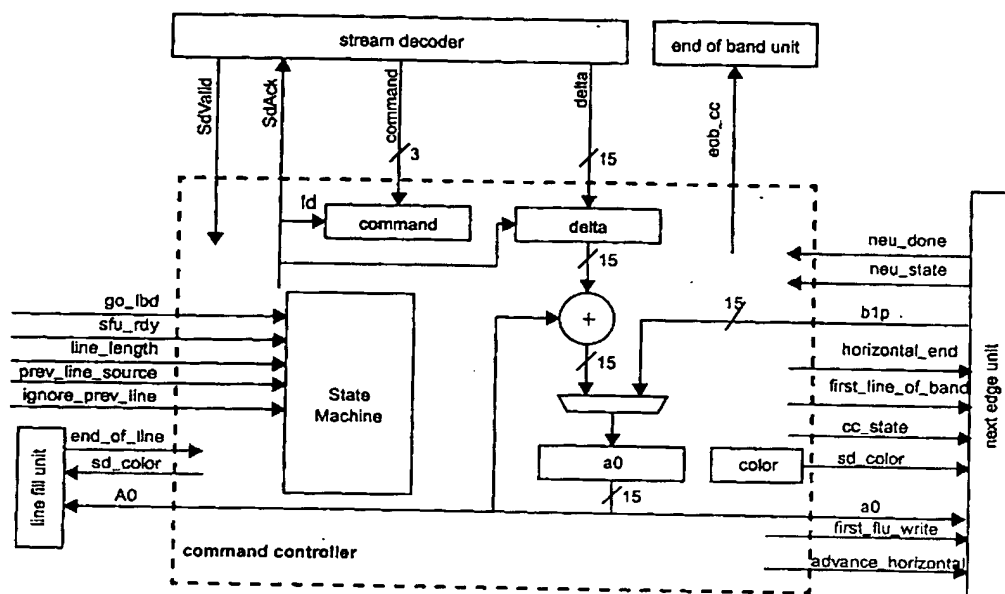 stream decoder
end of band unit
SdValid
SdAck
command
delta
eob_cc
3
15
ld
command
delta
15
neu_done
neu_state
go_lbd
15
b1p
sfu_rdy
+
line_length
horizontal_end
prev_line_source
15
first_line_of_band
ignore_prev_line
State
Machine
cc_state
end_of_line
sd_color
a0
color
sd_color
line fill unit
A0
15
a0
first_flu_write
command controller
advance_horizontal
next edge unit